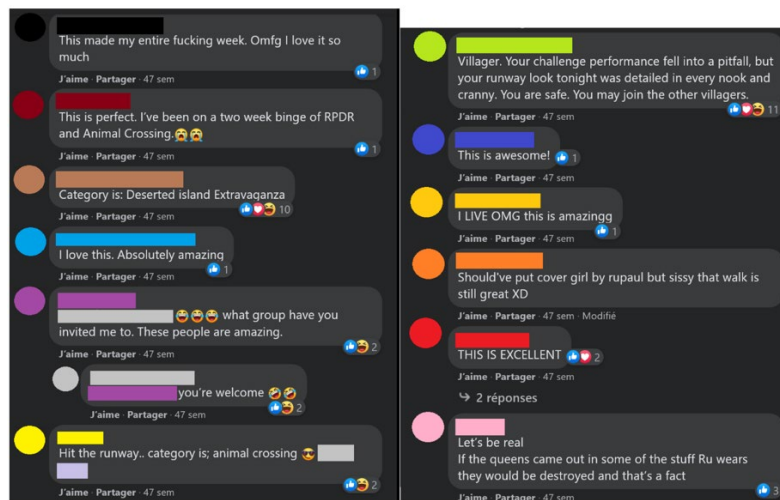 This made my entire fucking week. Omfg I love it so
much
J'aime · Partager · 47 sem
1
This is perfect. I've been on a two week binge of RPDR
and Animal Crossing.😭😭
J'aime · Partager · 47 sem
1
Category is: Deserted island Extravaganza
J'aime · Partager · 47 sem
10
I love this. Absolutely amazing
J'aime · Partager · 47 sem
1
😂😂😂 what group have you
invited me to. These people are amazing.
J'aime · Partager · 47 sem
2
you're welcome 🤣🤣
J'aime · Partager · 47 sem
2
Hit the runway.. category is; animal crossing 😎
J'aime · Partager · 47 sem
2
Villager. Your challenge performance fell into a pitfall, but
your runway look tonight was detailed in every nook and
cranny. You are safe. You may join the other villagers.
J'aime · Partager · 47 sem
11
This is awesome!
1
J'aime · Partager · 47 sem
I LIVE OMG this is amazingg
J'aime · Partager · 47 sem
1
Should've put cover girl by rupaul but sissy that walk is
still great XD
J'aime · Partager · 47 sem · Modifié
THIS IS EXCELLENT
2
J'aime · Partager · 47 sem
2 réponses
Let's be real
If the queens came out in some of the stuff Ru wears
they would be destroyed and that's a fact
J'aime · Partager · 47 sem
3